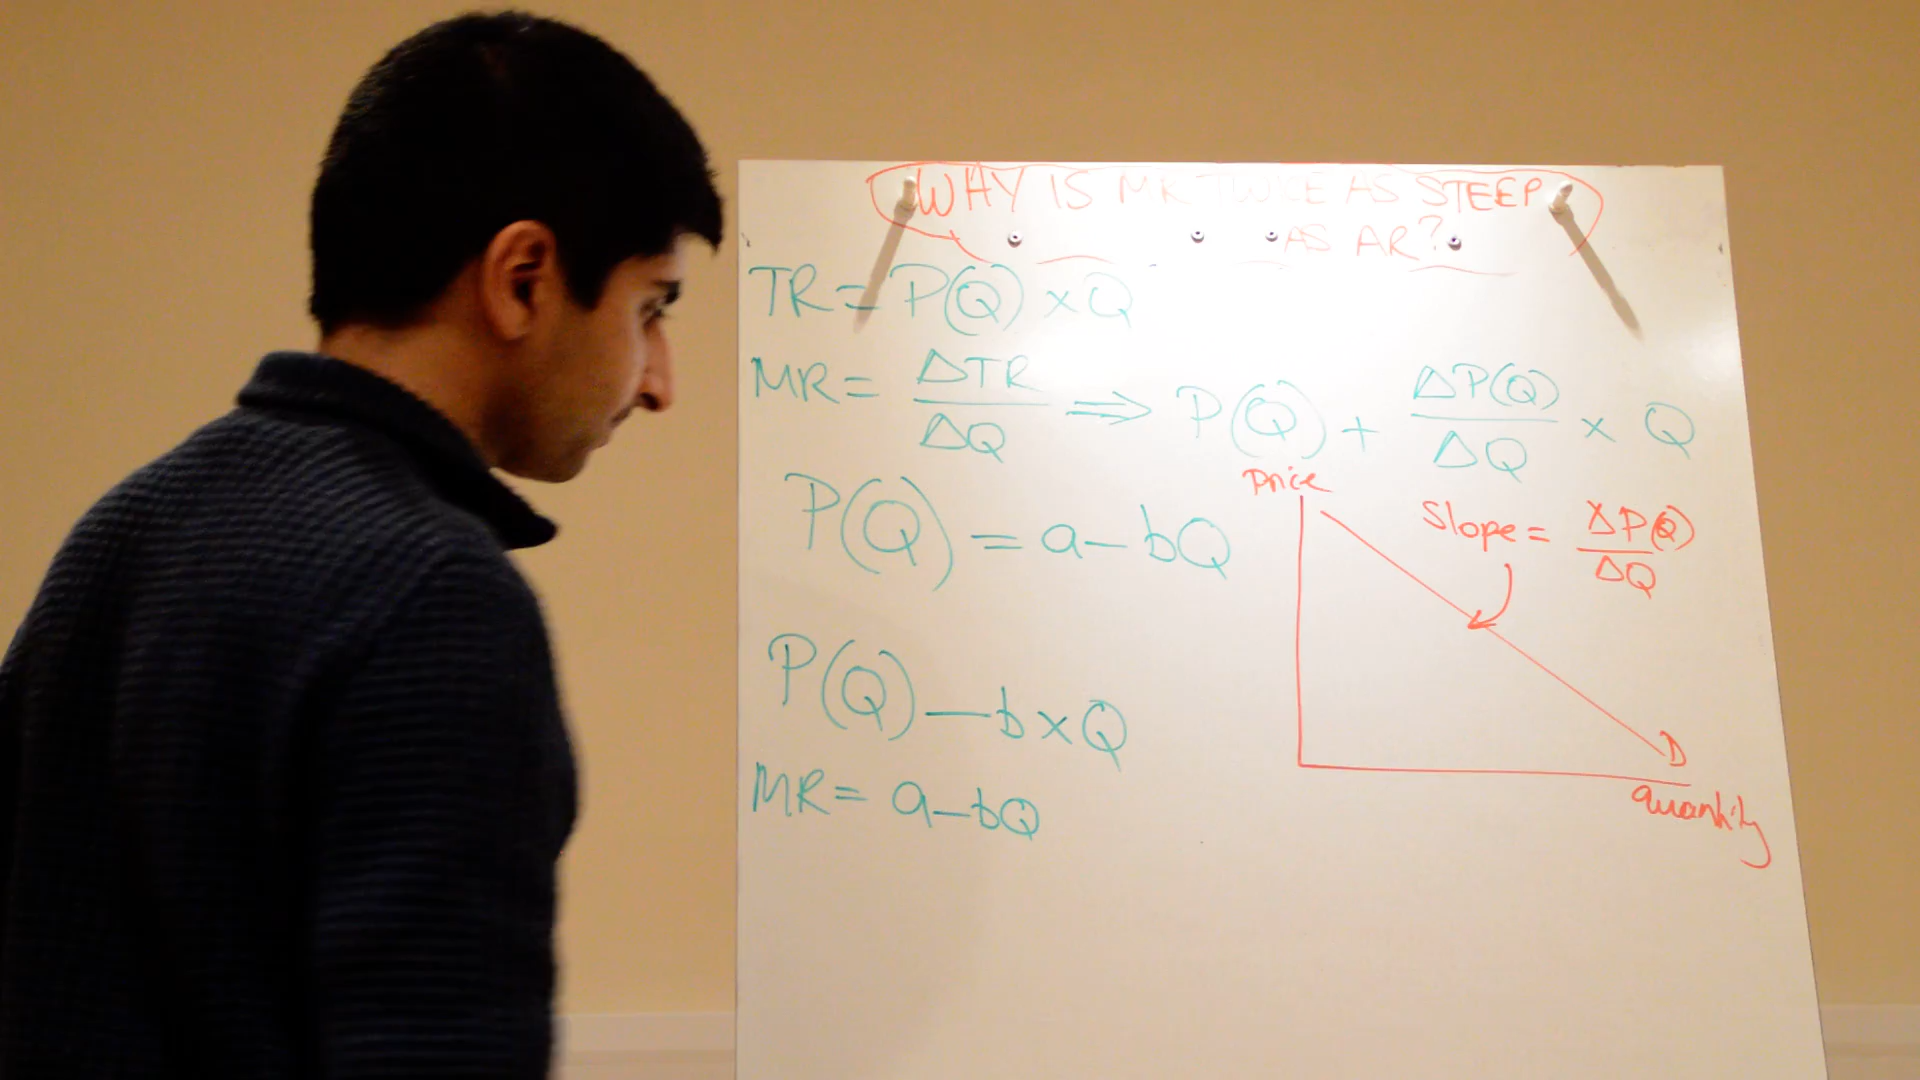 WHY IS MR TWICE AS STEEP
AS AR?
TR = P(Q) × Q
MR = ΔTR/ΔQ ⇒ P(Q) + ΔP(Q)/ΔQ × Q
P(Q) = a - bQ
Price
Slope = ΔP(Q)/ΔQ
P(Q) - b × Q
D
MR = a - bQ
quantity